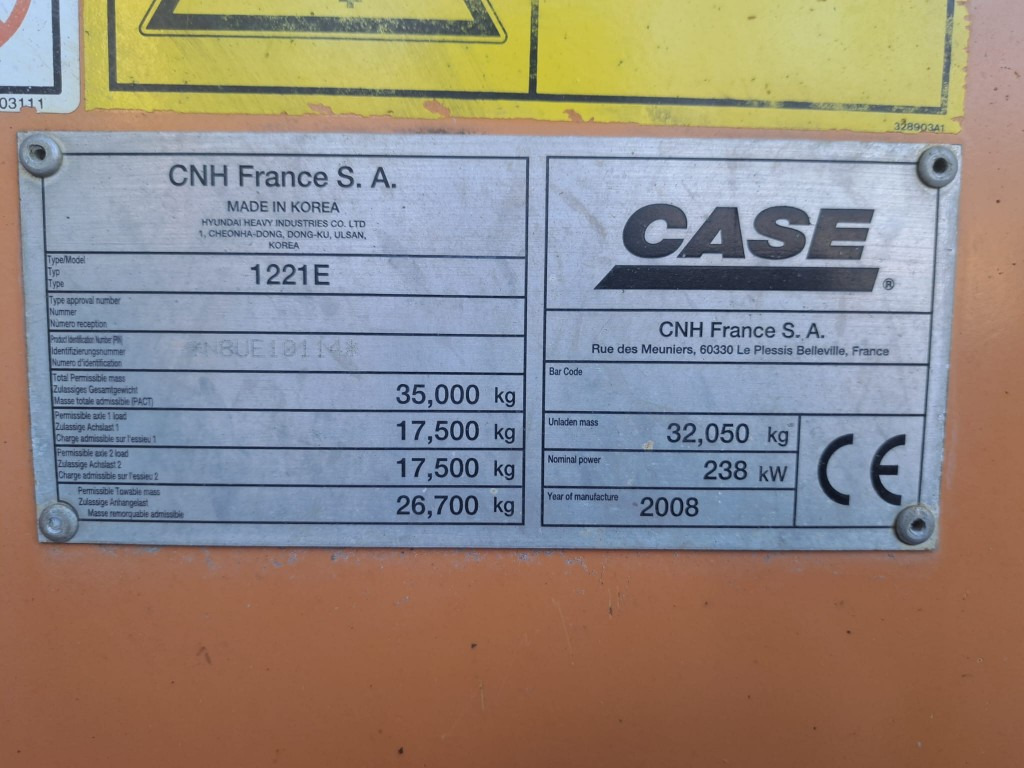 03111
328903A1
CNH France S. A.
MADE IN KOREA
HYUNDAI HEAVY INDUSTRIES CO. LTD
1, CHEONHA-DONG, DONG-KU, ULSAN,
KOREA
Type/Model
Typ
Type
1221E
Type approval number
Nummer
Numéro reception
Product Identification Number (PIN)
Identifizierungsnummer
Numero d'identification
*N8UE10114*
Total Permissible mass
Zulassiges Gesamtgewicht
Masse totale admissible (PACT)
35,000 kg
Permissible axle 1 load
Zulassige Achslast 1
Charge admissible sur l'essieu 1
17,500 kg
Permissible axle 2 load
Zulassige Achslast 2
Charge admissible sur l'essieu 2
17,500 kg
Permissible Towable mass
Zulassige Anhangelast
Masse remorquable admissible
26,700 kg
CASE
®
CNH France S. A.
Rue des Meuniers, 60330 Le Plessis Belleville, France
Bar Code
Unladen mass
32,050 kg
Nominal power
238 kW
Year of manufacture
2008
CE